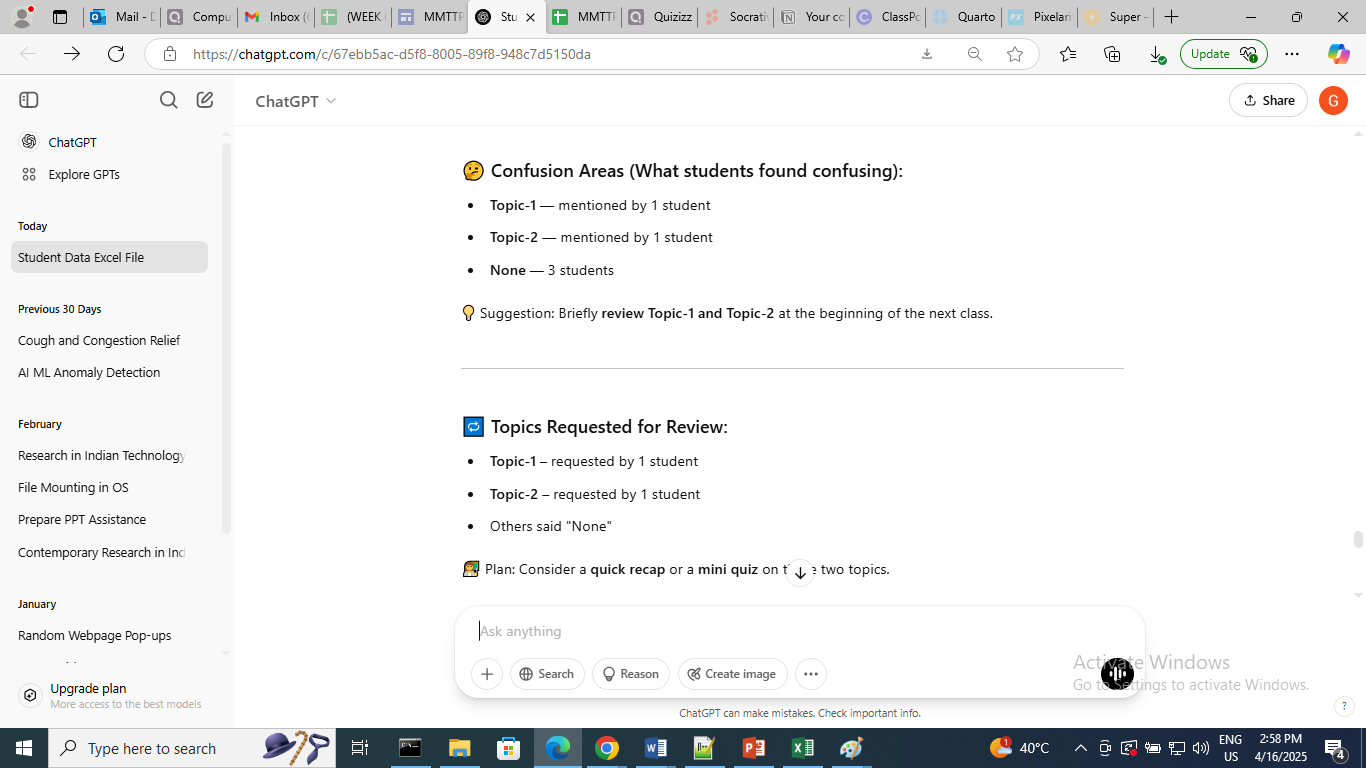 Mail - D
Compu
Inbox (
(WEEK
MMTTP
Stu
MMTTP
Quizizz
Socrativ
Your co
ClassPo
Quarto
Pixelari
Super -
https://chatgpt.com/c/67ebb5ac-d5f8-8005-89f8-948c7d5150da
Update
ChatGPT
Share
G
ChatGPT
Explore GPTs
Today
Student Data Excel File
Previous 30 Days
Cough and Congestion Relief
AI ML Anomaly Detection
February
Research in Indian Technology
File Mounting in OS
Prepare PPT Assistance
Contemporary Research in Ind
January
Random Webpage Pop-ups
Upgrade plan
More access to the best models
Confusion Areas (What students found confusing):
• Topic-1 — mentioned by 1 student
• Topic-2 — mentioned by 1 student
• None — 3 students
Suggestion: Briefly review Topic-1 and Topic-2 at the beginning of the next class.
Topics Requested for Review:
• Topic-1 – requested by 1 student
• Topic-2 – requested by 1 student
• Others said "None"
Plan: Consider a quick recap or a mini quiz on these two topics.
Ask anything
Search
Reason
Create image
Activate Windows
Go to Settings to activate Windows.
ChatGPT can make mistakes. Check important info.
?
Type here to search
40°C
ENG
US
2:58 PM
4/16/2025
4